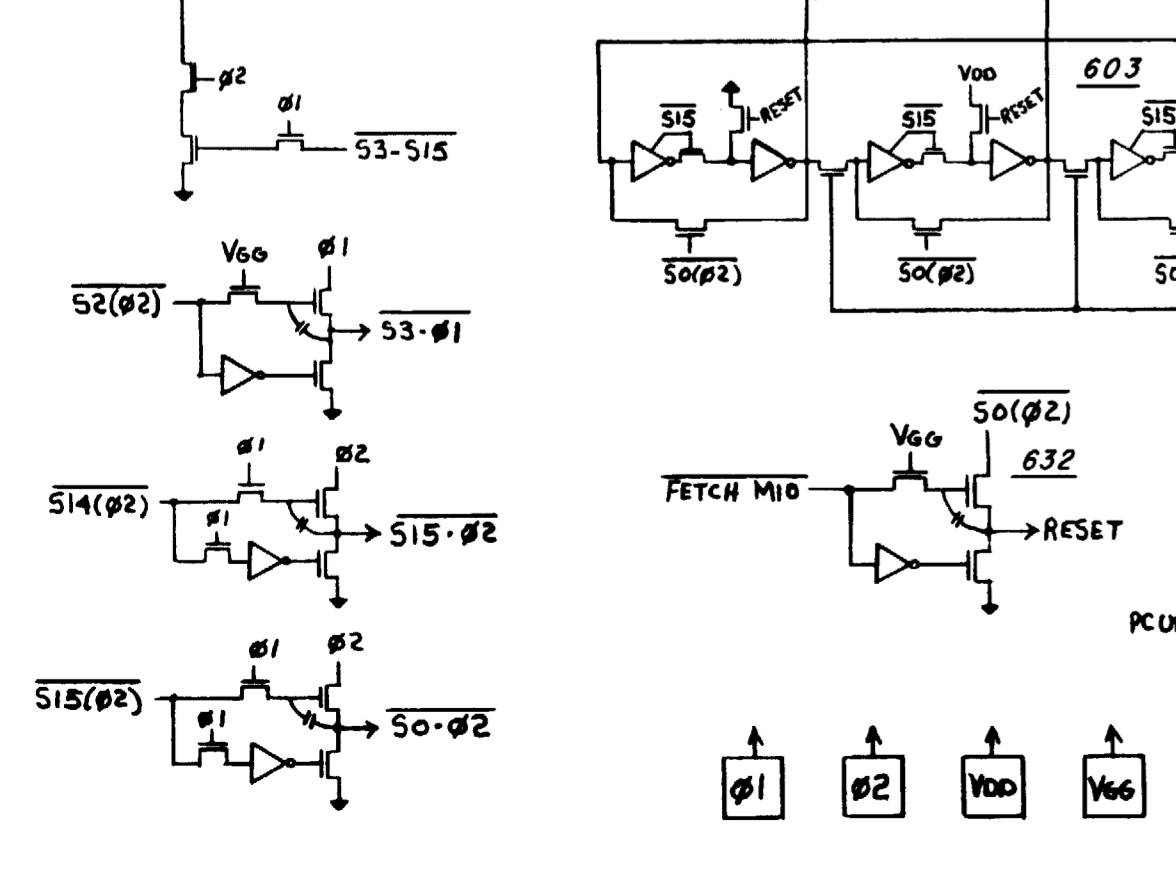 ø2
ø1
S3-S15
VGG
ø1
S2(ø2)
S3·ø1
ø1
ø2
S14(ø2)
ø1
S15·ø2
ø1
ø2
S15(ø2)
ø1
S0·ø2
VDD
603
S15
RESET
S15
RESET
S15
S0(ø2)
S0(ø2)
S0
S0(ø2)
VGG
632
FETCH M10
RESET
PC
ø1
ø2
VDD
VGG